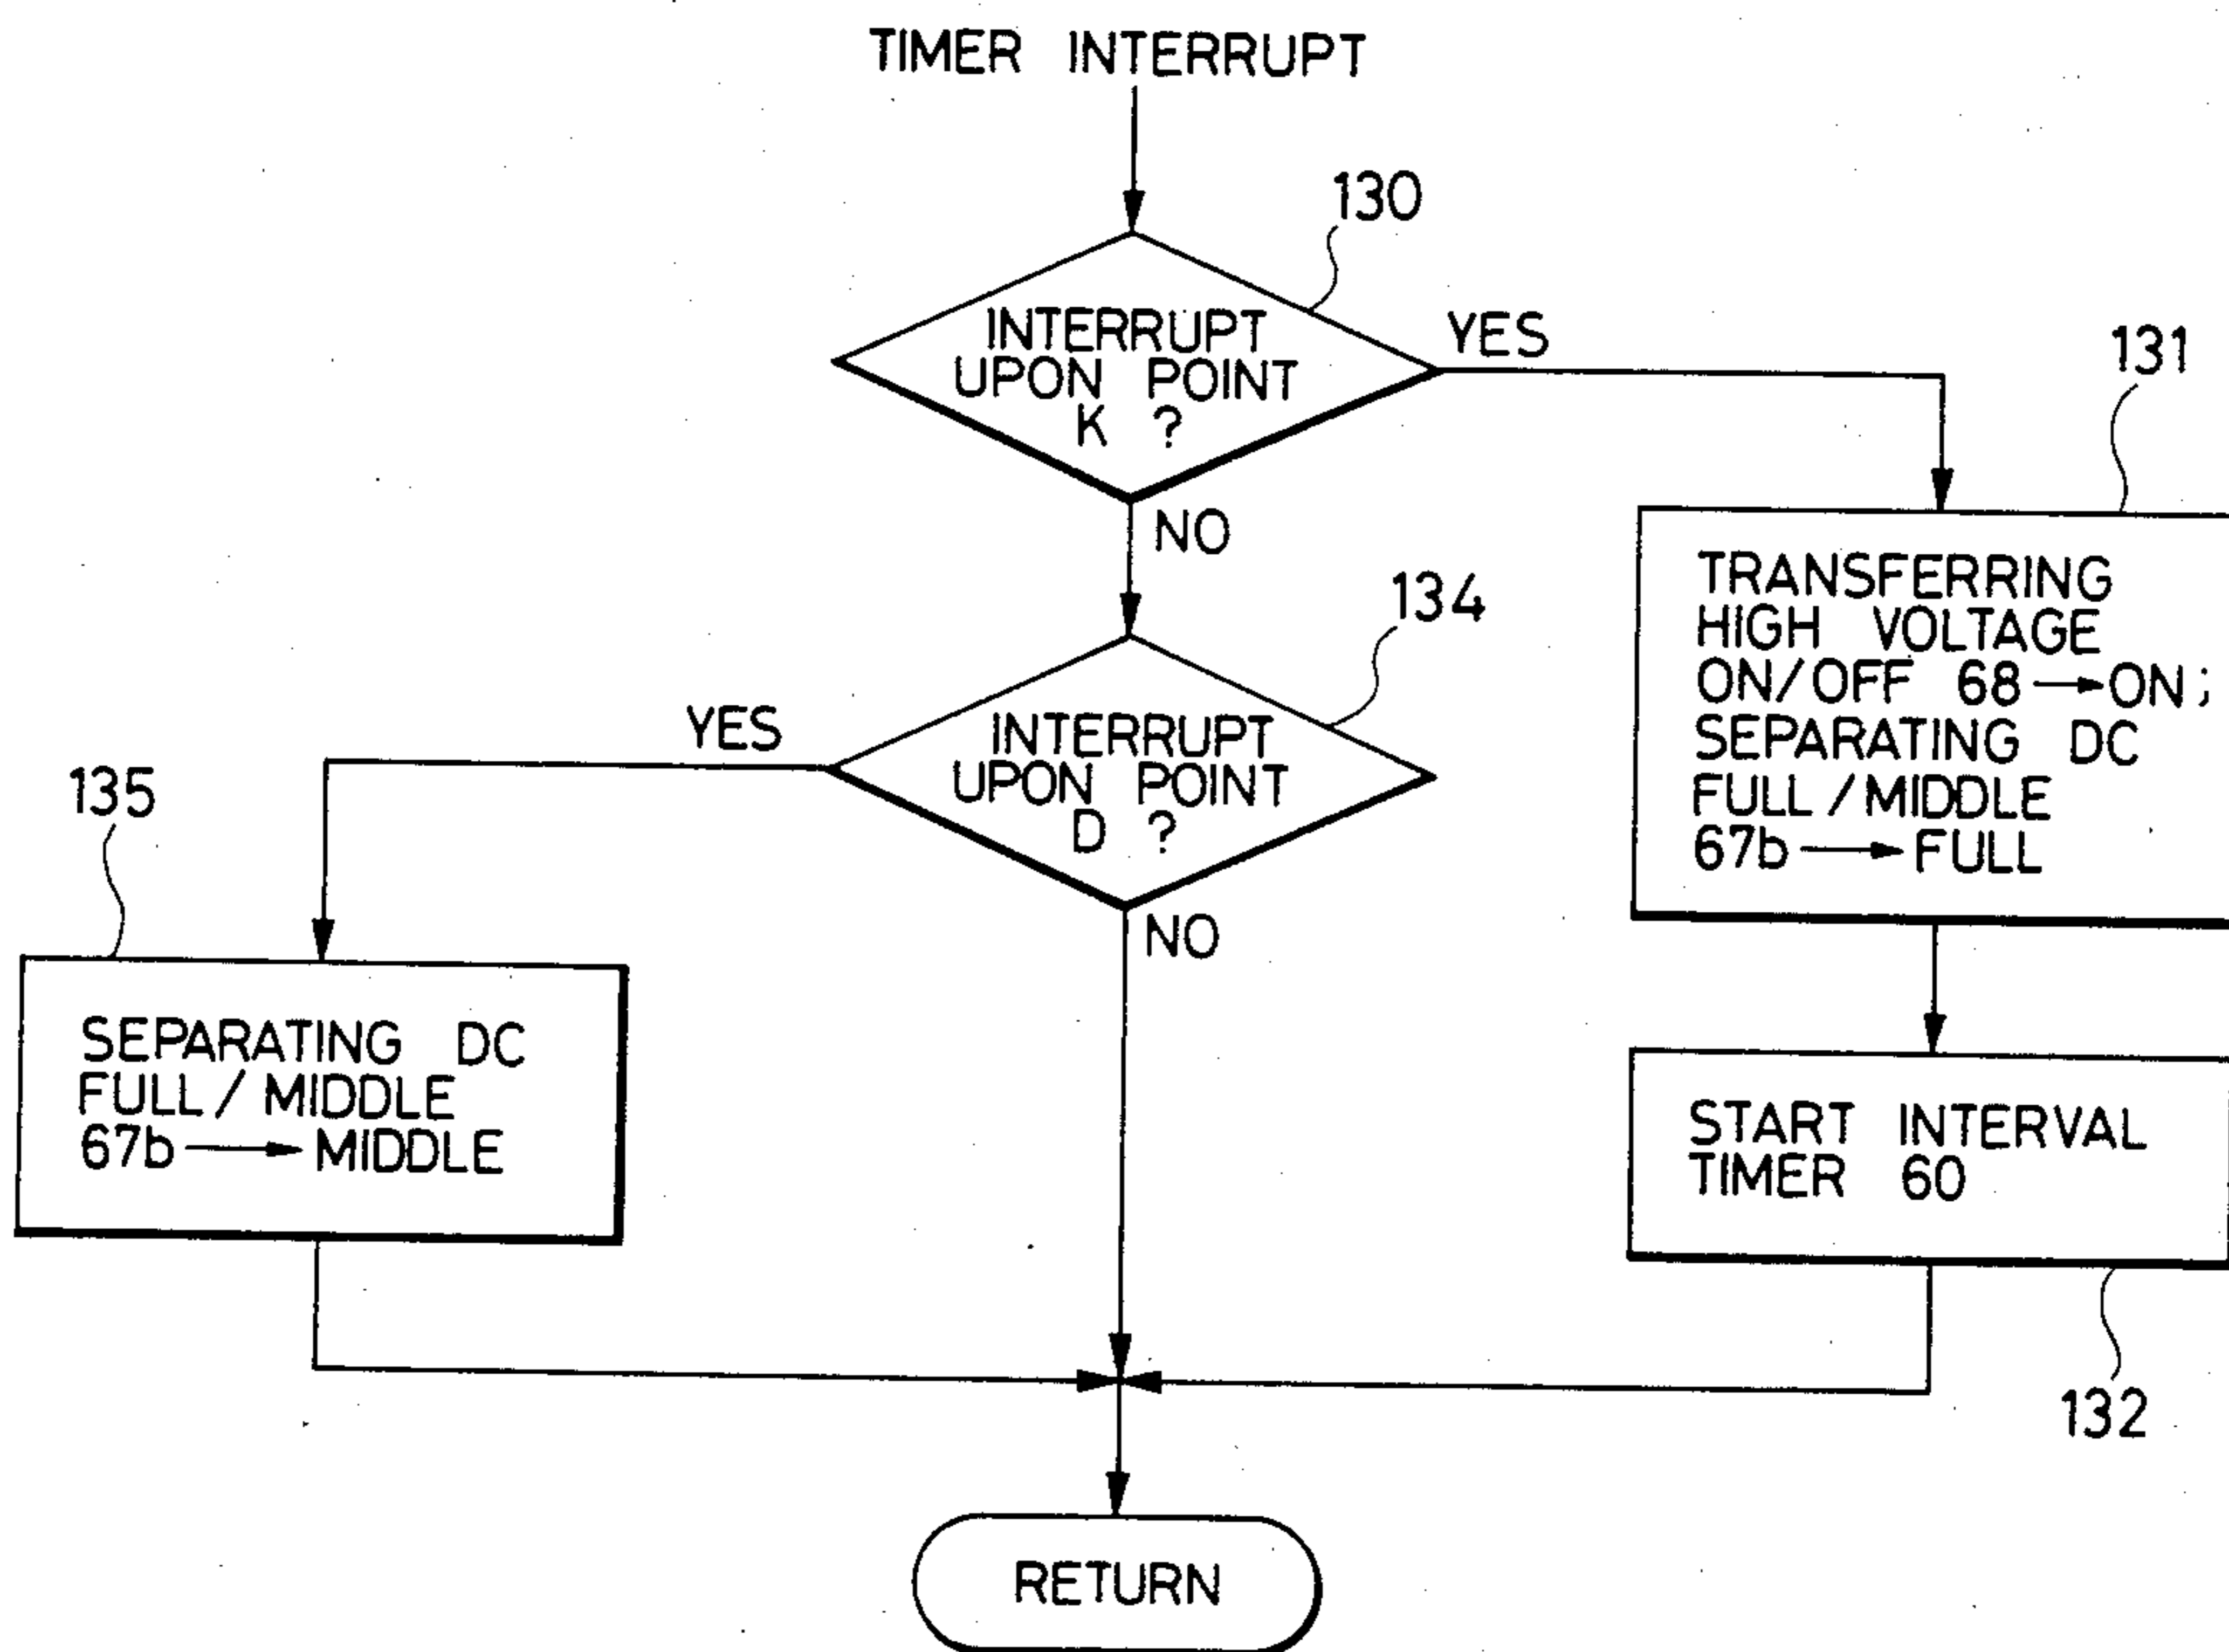 TIMER INTERRUPT
130
INTERRUPT
UPON POINT
K ?
YES
NO
131
TRANSFERRING
HIGH VOLTAGE
ON/OFF 68→ON;
SEPARATING DC
FULL/MIDDLE
67b→FULL
134
INTERRUPT
UPON POINT
D ?
YES
NO
135
SEPARATING DC
FULL/MIDDLE
67b→MIDDLE
START INTERVAL
TIMER 60
132
RETURN